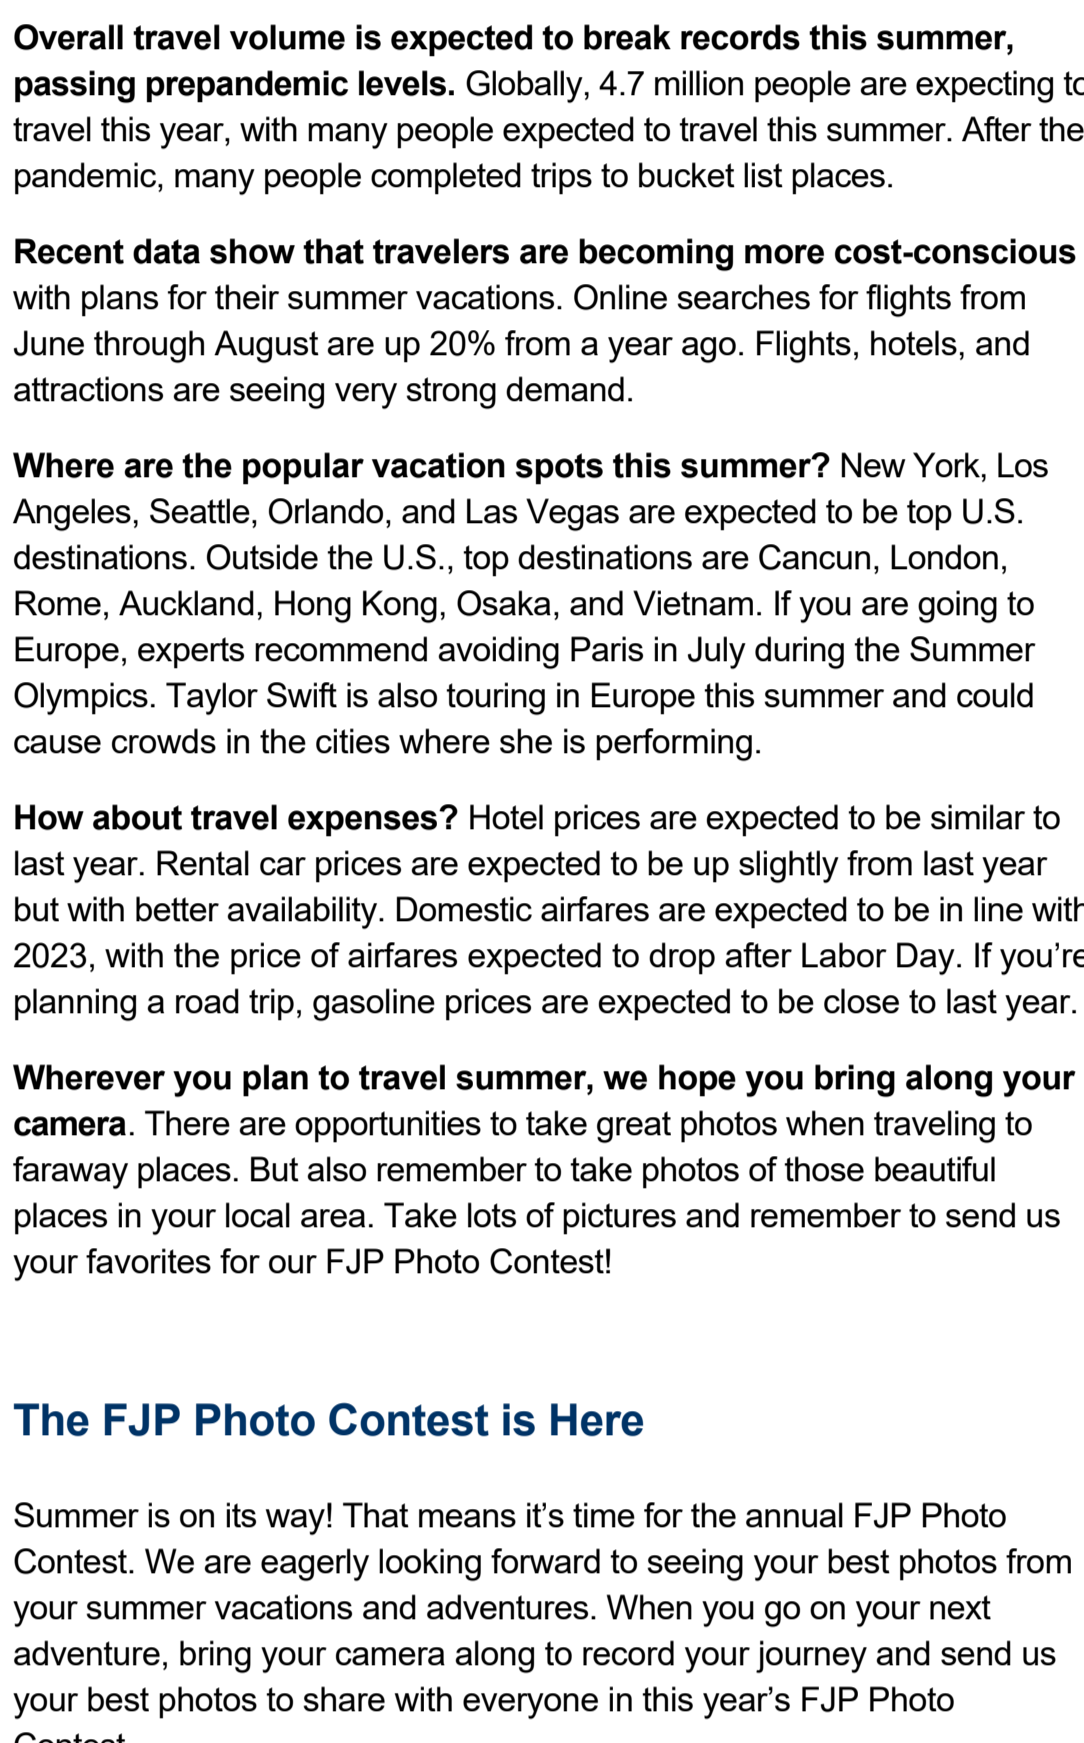 Overall travel volume is expected to break records this summer,
passing prepandemic levels. Globally, 4.7 million people are expecting to
travel this year, with many people expected to travel this summer. After the
pandemic, many people completed trips to bucket list places.
Recent data show that travelers are becoming more cost-conscious
with plans for their summer vacations. Online searches for flights from
June through August are up 20% from a year ago. Flights, hotels, and
attractions are seeing very strong demand.
Where are the popular vacation spots this summer? New York, Los
Angeles, Seattle, Orlando, and Las Vegas are expected to be top U.S.
destinations. Outside the U.S., top destinations are Cancun, London,
Rome, Auckland, Hong Kong, Osaka, and Vietnam. If you are going to
Europe, experts recommend avoiding Paris in July during the Summer
Olympics. Taylor Swift is also touring in Europe this summer and could
cause crowds in the cities where she is performing.
How about travel expenses? Hotel prices are expected to be similar to
last year. Rental car prices are expected to be up slightly from last year
but with better availability. Domestic airfares are expected to be in line with
2023, with the price of airfares expected to drop after Labor Day. If you’re
planning a road trip, gasoline prices are expected to be close to last year.
Wherever you plan to travel summer, we hope you bring along your
camera. There are opportunities to take great photos when traveling to
faraway places. But also remember to take photos of those beautiful
places in your local area. Take lots of pictures and remember to send us
your favorites for our FJP Photo Contest!
The FJP Photo Contest is Here
Summer is on its way! That means it’s time for the annual FJP Photo
Contest. We are eagerly looking forward to seeing your best photos from
your summer vacations and adventures. When you go on your next
adventure, bring your camera along to record your journey and send us
your best photos to share with everyone in this year’s FJP Photo